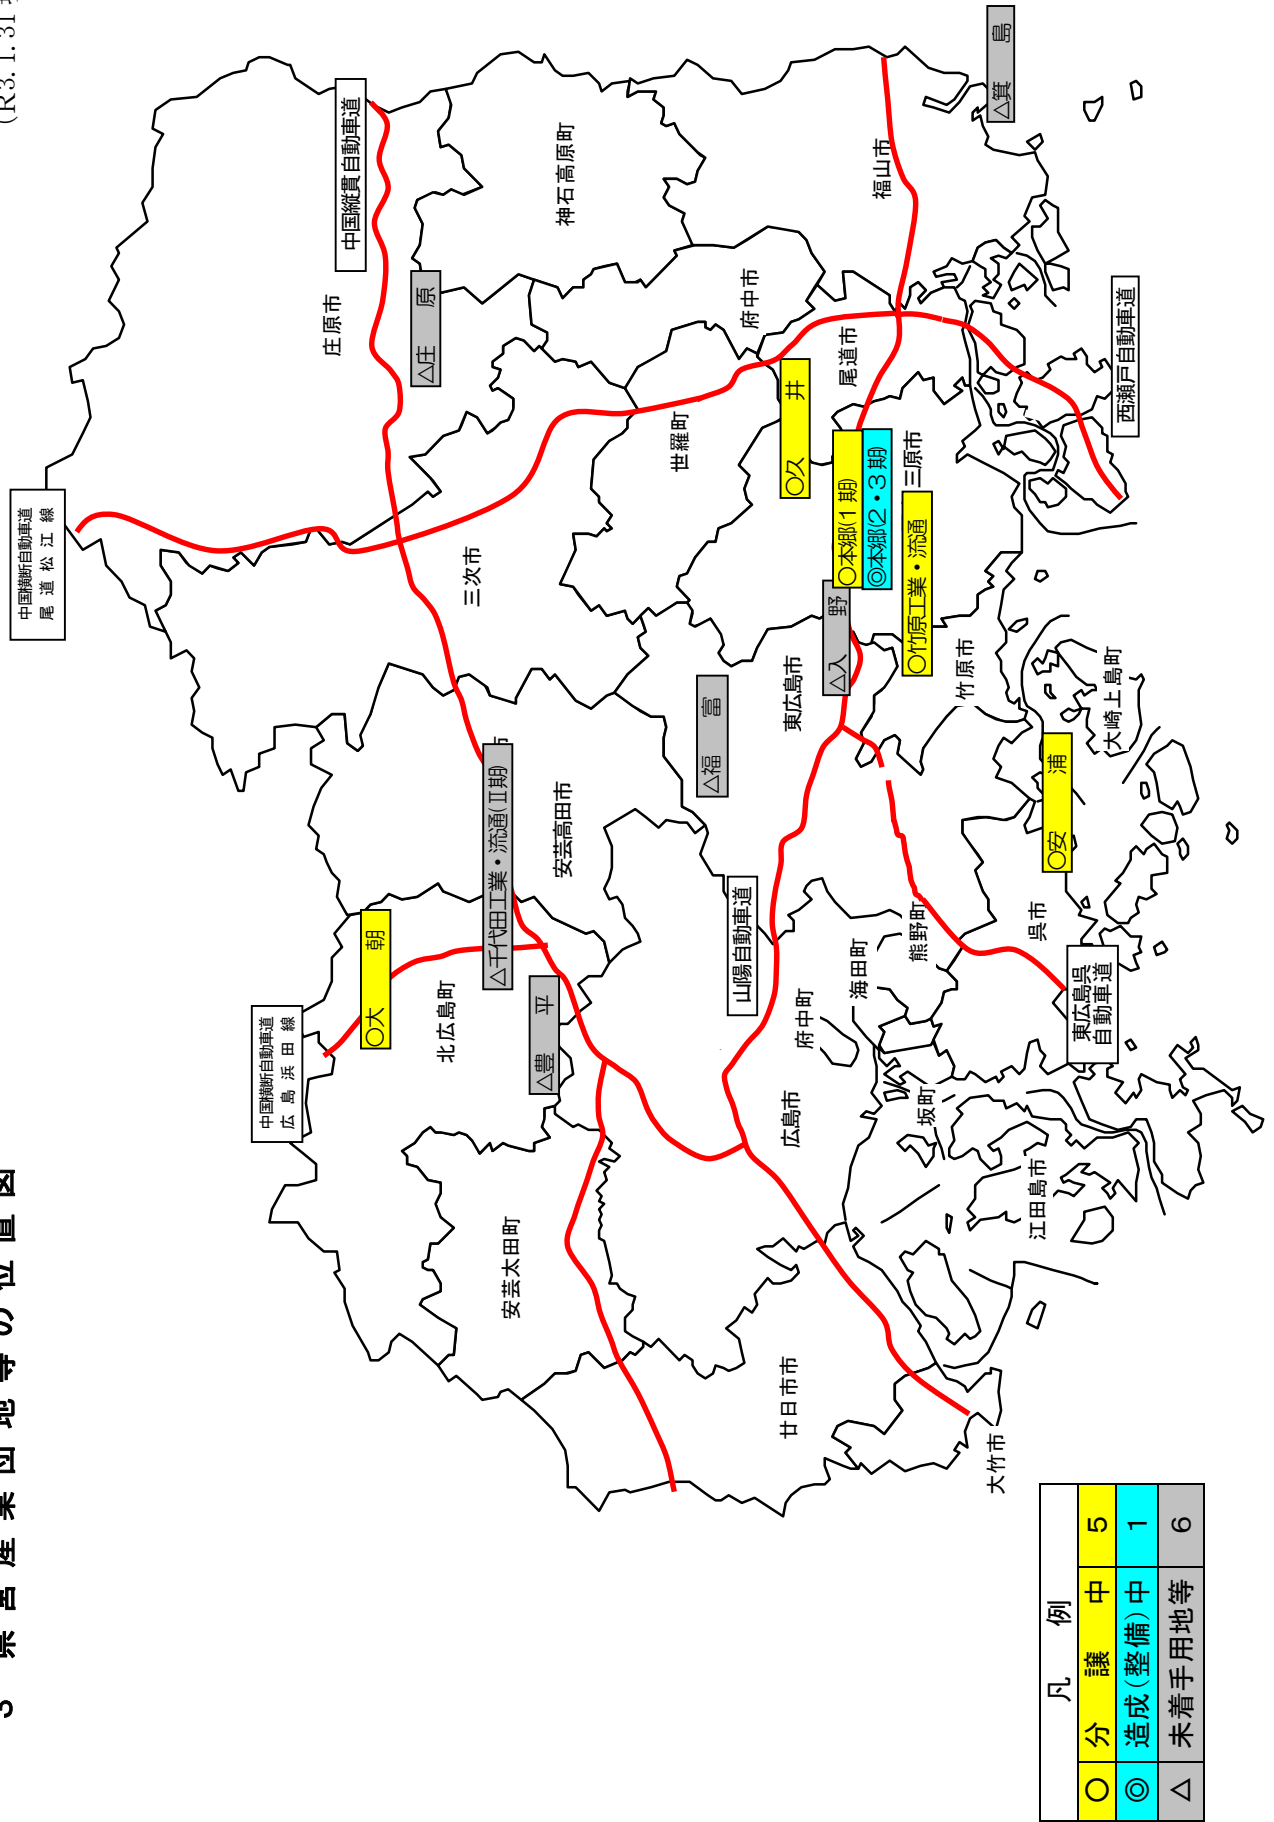 3 県営産業団地等の位置図
(R3.1.31
中国横断自動車道
尾道松江線
中国縦貫自動車道
中国横断自動車道
広島浜田線
庄原市
△庄原
神石高原町
△箕島
福山市
府中市
尾道市
西瀬戸自動車道
世羅町
三次市
〇久井
〇本郷(1期)
◎本郷(2・3期)
三原市
〇竹原工業・流通
△入野
東広島市
竹原市
大崎上島町
△福富
〇安浦
市
△千代田工業・流通(Ⅱ期)
安芸高田市
〇大朝
北広島町
△豊平
山陽自動車道
熊野町
海田町
府中町
呉市
東広島呉
自動車道
広島市
坂町
江田島市
安芸太田町
廿日市市
大竹市
凡例
〇 分譲中 5
◎ 造成(整備)中 1
△ 未着手用地等 6